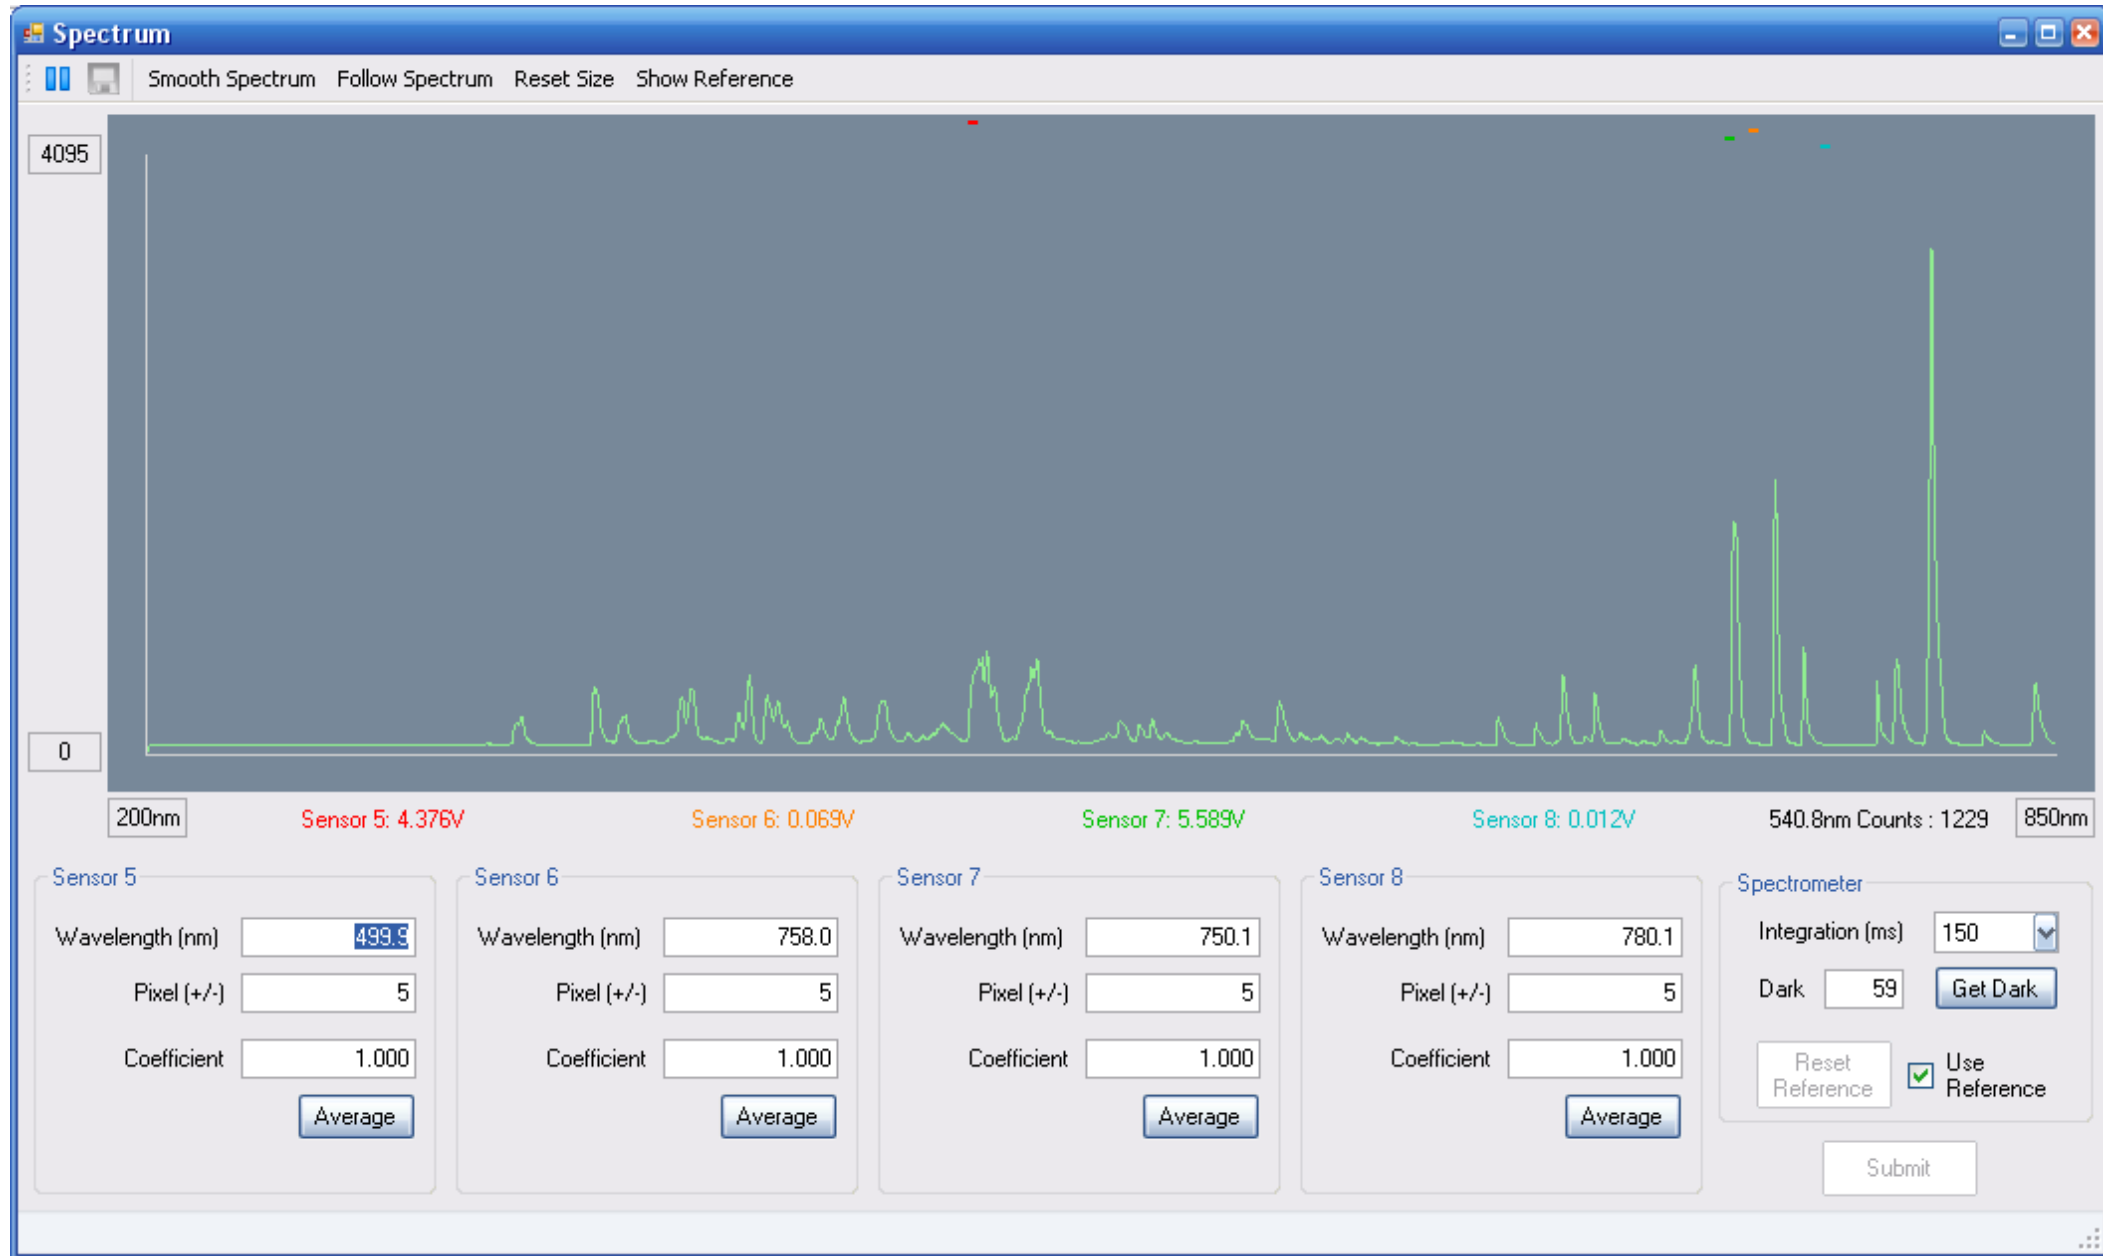 Spectrum
Smooth Spectrum Follow Spectrum Reset Size Show Reference
4095
0
200nm Sensor 5: 4.376V Sensor 6: 0.069V Sensor 7: 5.589V Sensor 8: 0.012V 540.8nm Counts : 1229 850nm
Sensor 5 Sensor 6 Sensor 7 Sensor 8 Spectrometer
Wavelength (nm) 499.9 Wavelength (nm) 758.0 Wavelength (nm) 750.1 Wavelength (nm) 780.1 Integration (ms) 150
Pixel (+/-) 5 Pixel (+/-) 5 Pixel (+/-) 5 Pixel (+/-) 5 Dark 59 Get Dark
Coefficient 1.000 Coefficient 1.000 Coefficient 1.000 Coefficient 1.000 Reset Reference Use Reference
Average Average Average Average
Submit